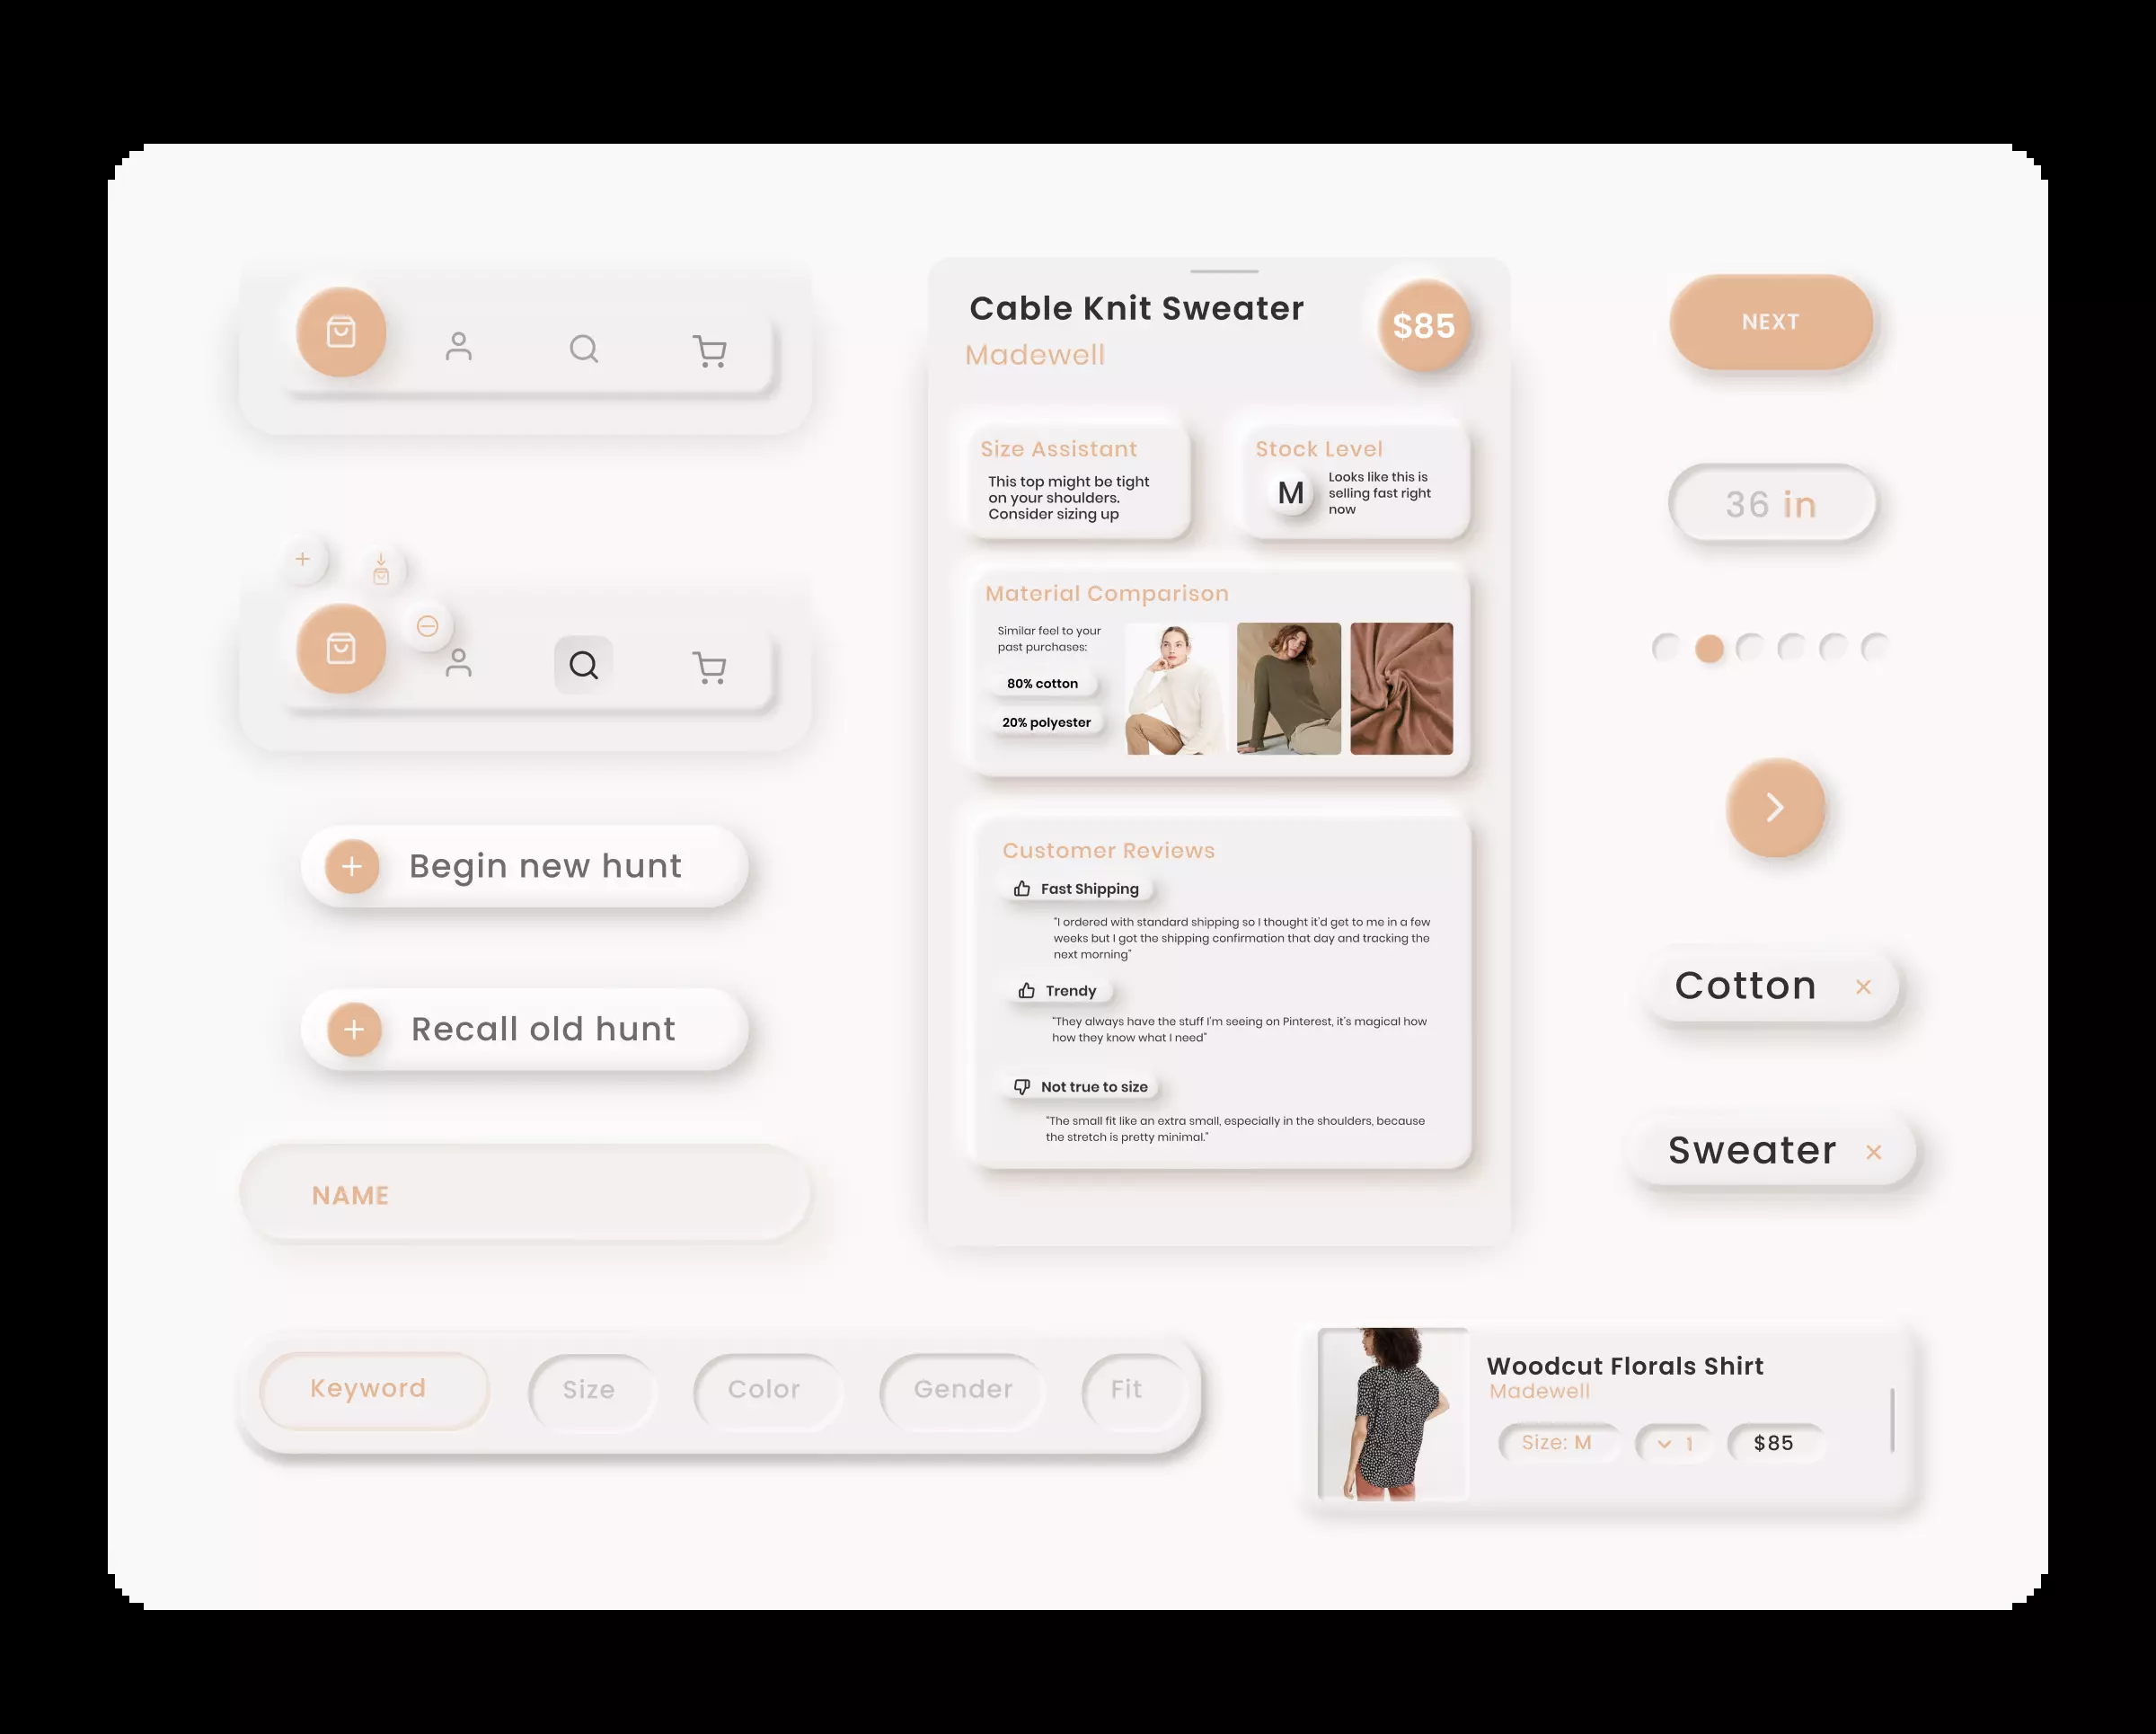 Cable Knit Sweater
Madewell
$85
Size Assistant
This top might be tight
on your shoulders.
Consider sizing up
Stock Level
M
Looks like this is
selling fast right
now
Material Comparison
Similar feel to your
past purchases:
80% cotton
20% polyester
Customer Reviews
Fast Shipping
"I ordered with standard shipping so I thought it'd get to me in a few
weeks but I got the shipping confirmation that day and tracking the
next morning"
Trendy
"They always have the stuff I'm seeing on Pinterest, it's magical how
how they know what I need"
Not true to size
"The small fit like an extra small, especially in the shoulders, because
the stretch is pretty minimal."
NEXT
36 in
Cotton
Sweater
Begin new hunt
Recall old hunt
NAME
Keyword
Size
Color
Gender
Fit
Woodcut Florals Shirt
Madewell
Size: M
1
$85